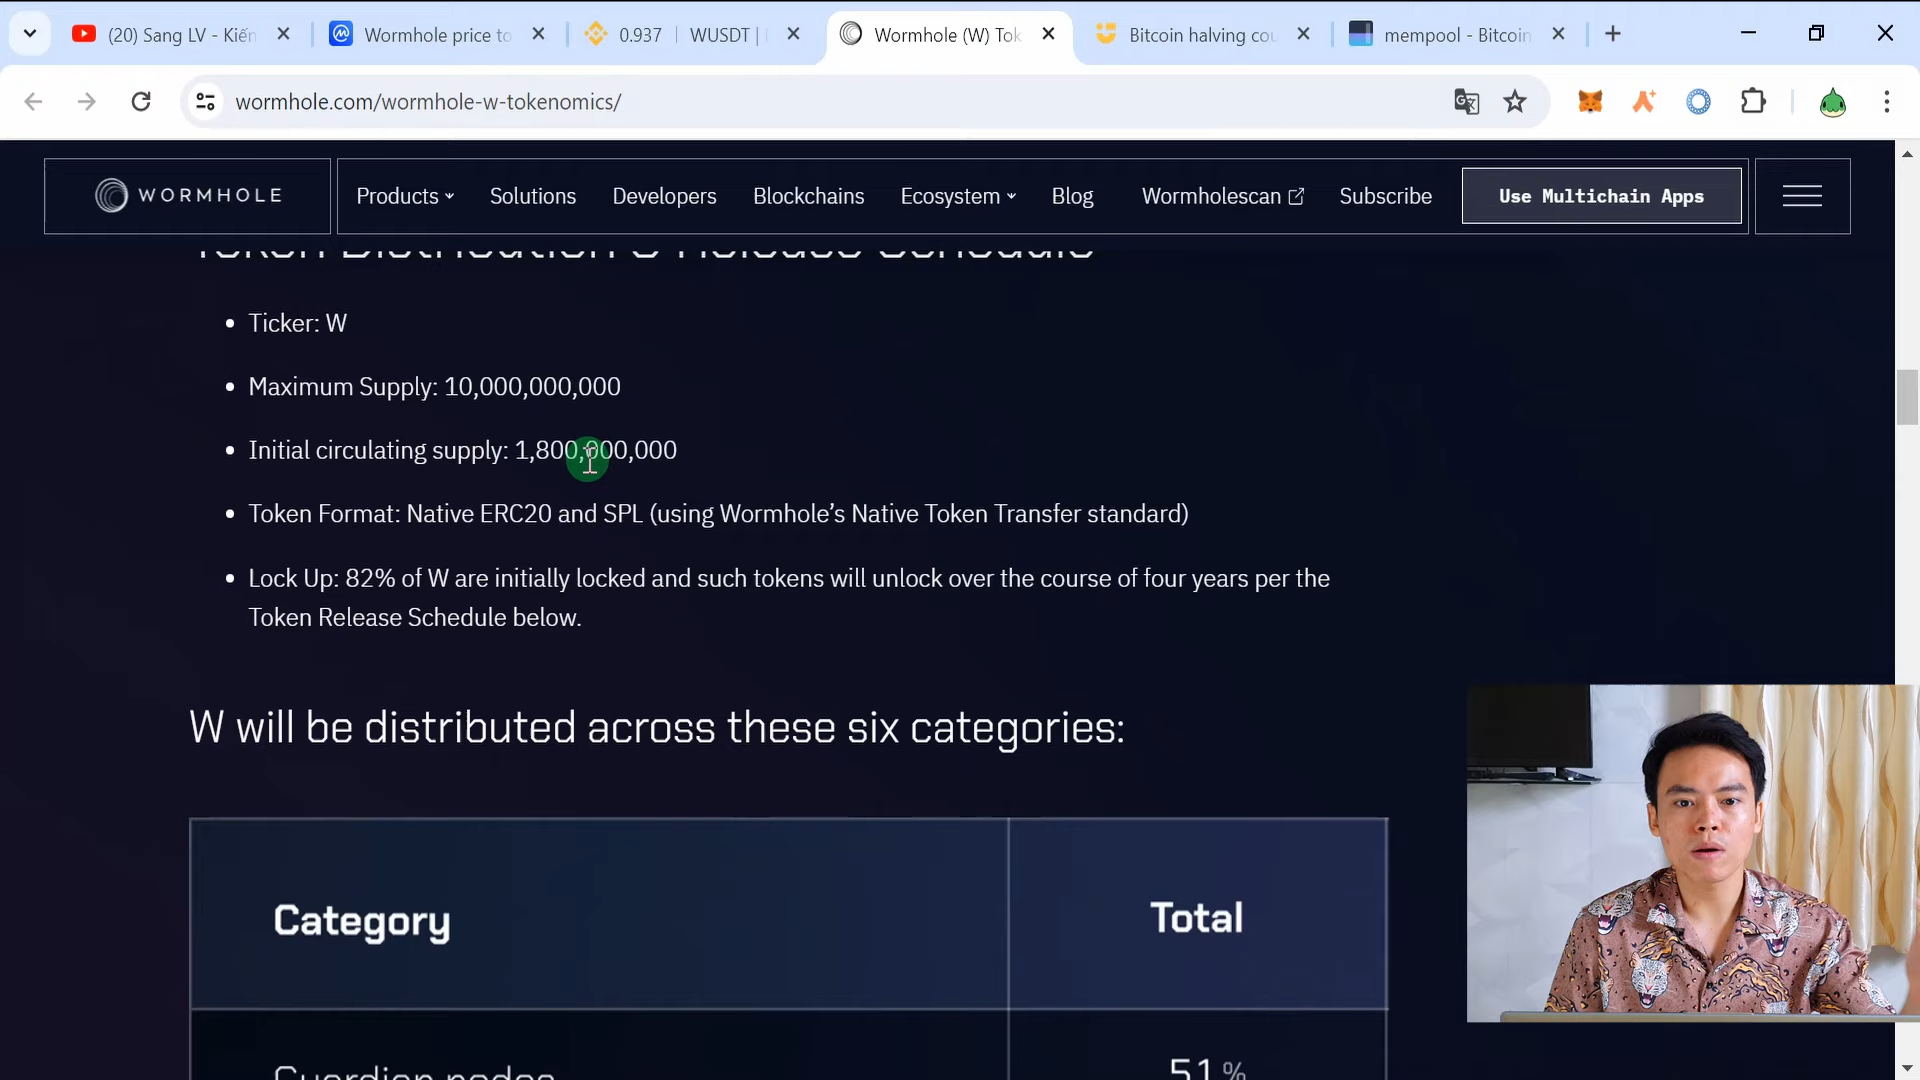 (20) Sang LV - Kiến
Wormhole price to
0.937 | WUSDT |
Wormhole (W) Tok
Bitcoin halving cou
mempool - Bitcoin
wormhole.com/wormhole-w-tokenomics/
WORMHOLE
Products
Solutions
Developers
Blockchains
Ecosystem
Blog
Wormholescan
Subscribe
Use Multichain Apps
Token Distribution & Release Schedule
• Ticker: W
• Maximum Supply: 10,000,000,000
• Initial circulating supply: 1,800,000,000
• Token Format: Native ERC20 and SPL (using Wormhole’s Native Token Transfer standard)
• Lock Up: 82% of W are initially locked and such tokens will unlock over the course of four years per the
Token Release Schedule below.
W will be distributed across these six categories:
Category
Total
Guardian nodes
5.1 %